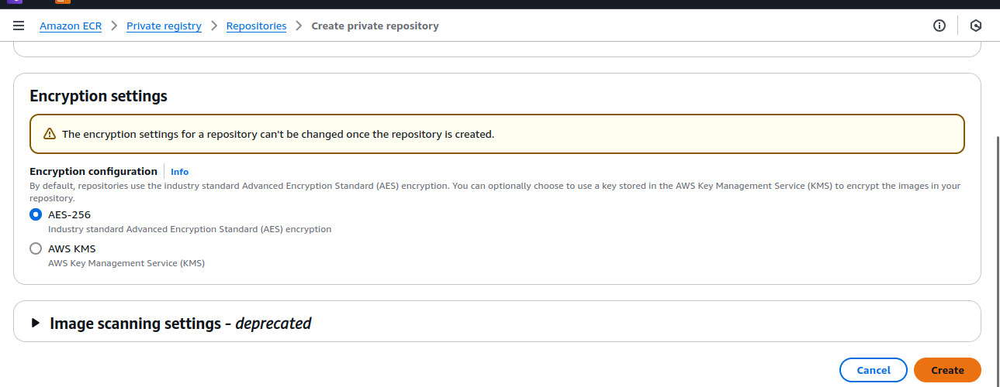 Amazon ECR > Private registry > Repositories > Create private repository
Encryption settings
The encryption settings for a repository can't be changed once the repository is created.
Encryption configuration | Info
By default, repositories use the industry standard Advanced Encryption Standard (AES) encryption. You can optionally choose to use a key stored in the AWS Key Management Service (KMS) to encrypt the images in your
repository.
AES-256
Industry standard Advanced Encryption Standard (AES) encryption
AWS KMS
AWS Key Management Service (KMS)
Image scanning settings - deprecated
Cancel Create